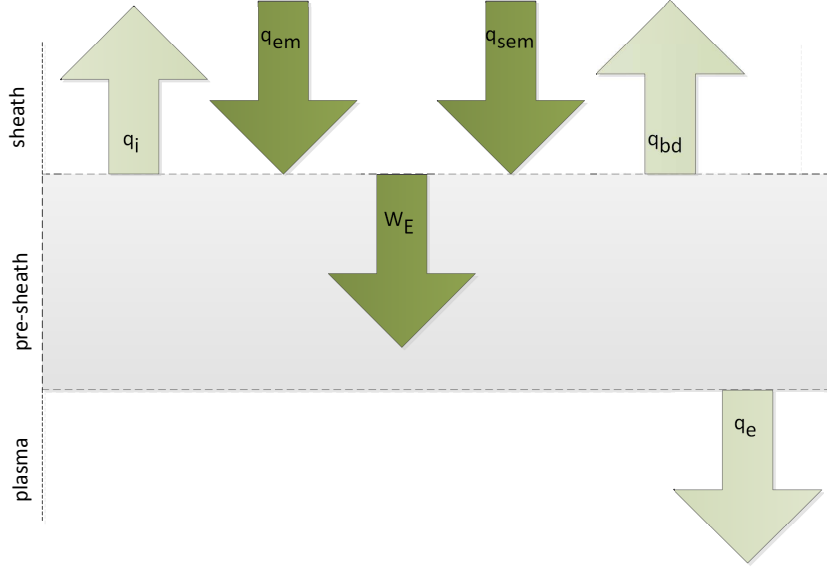 sheath
q_em
q_sem
q_i
q_bd
pre-sheath
W_E
plasma
q_e